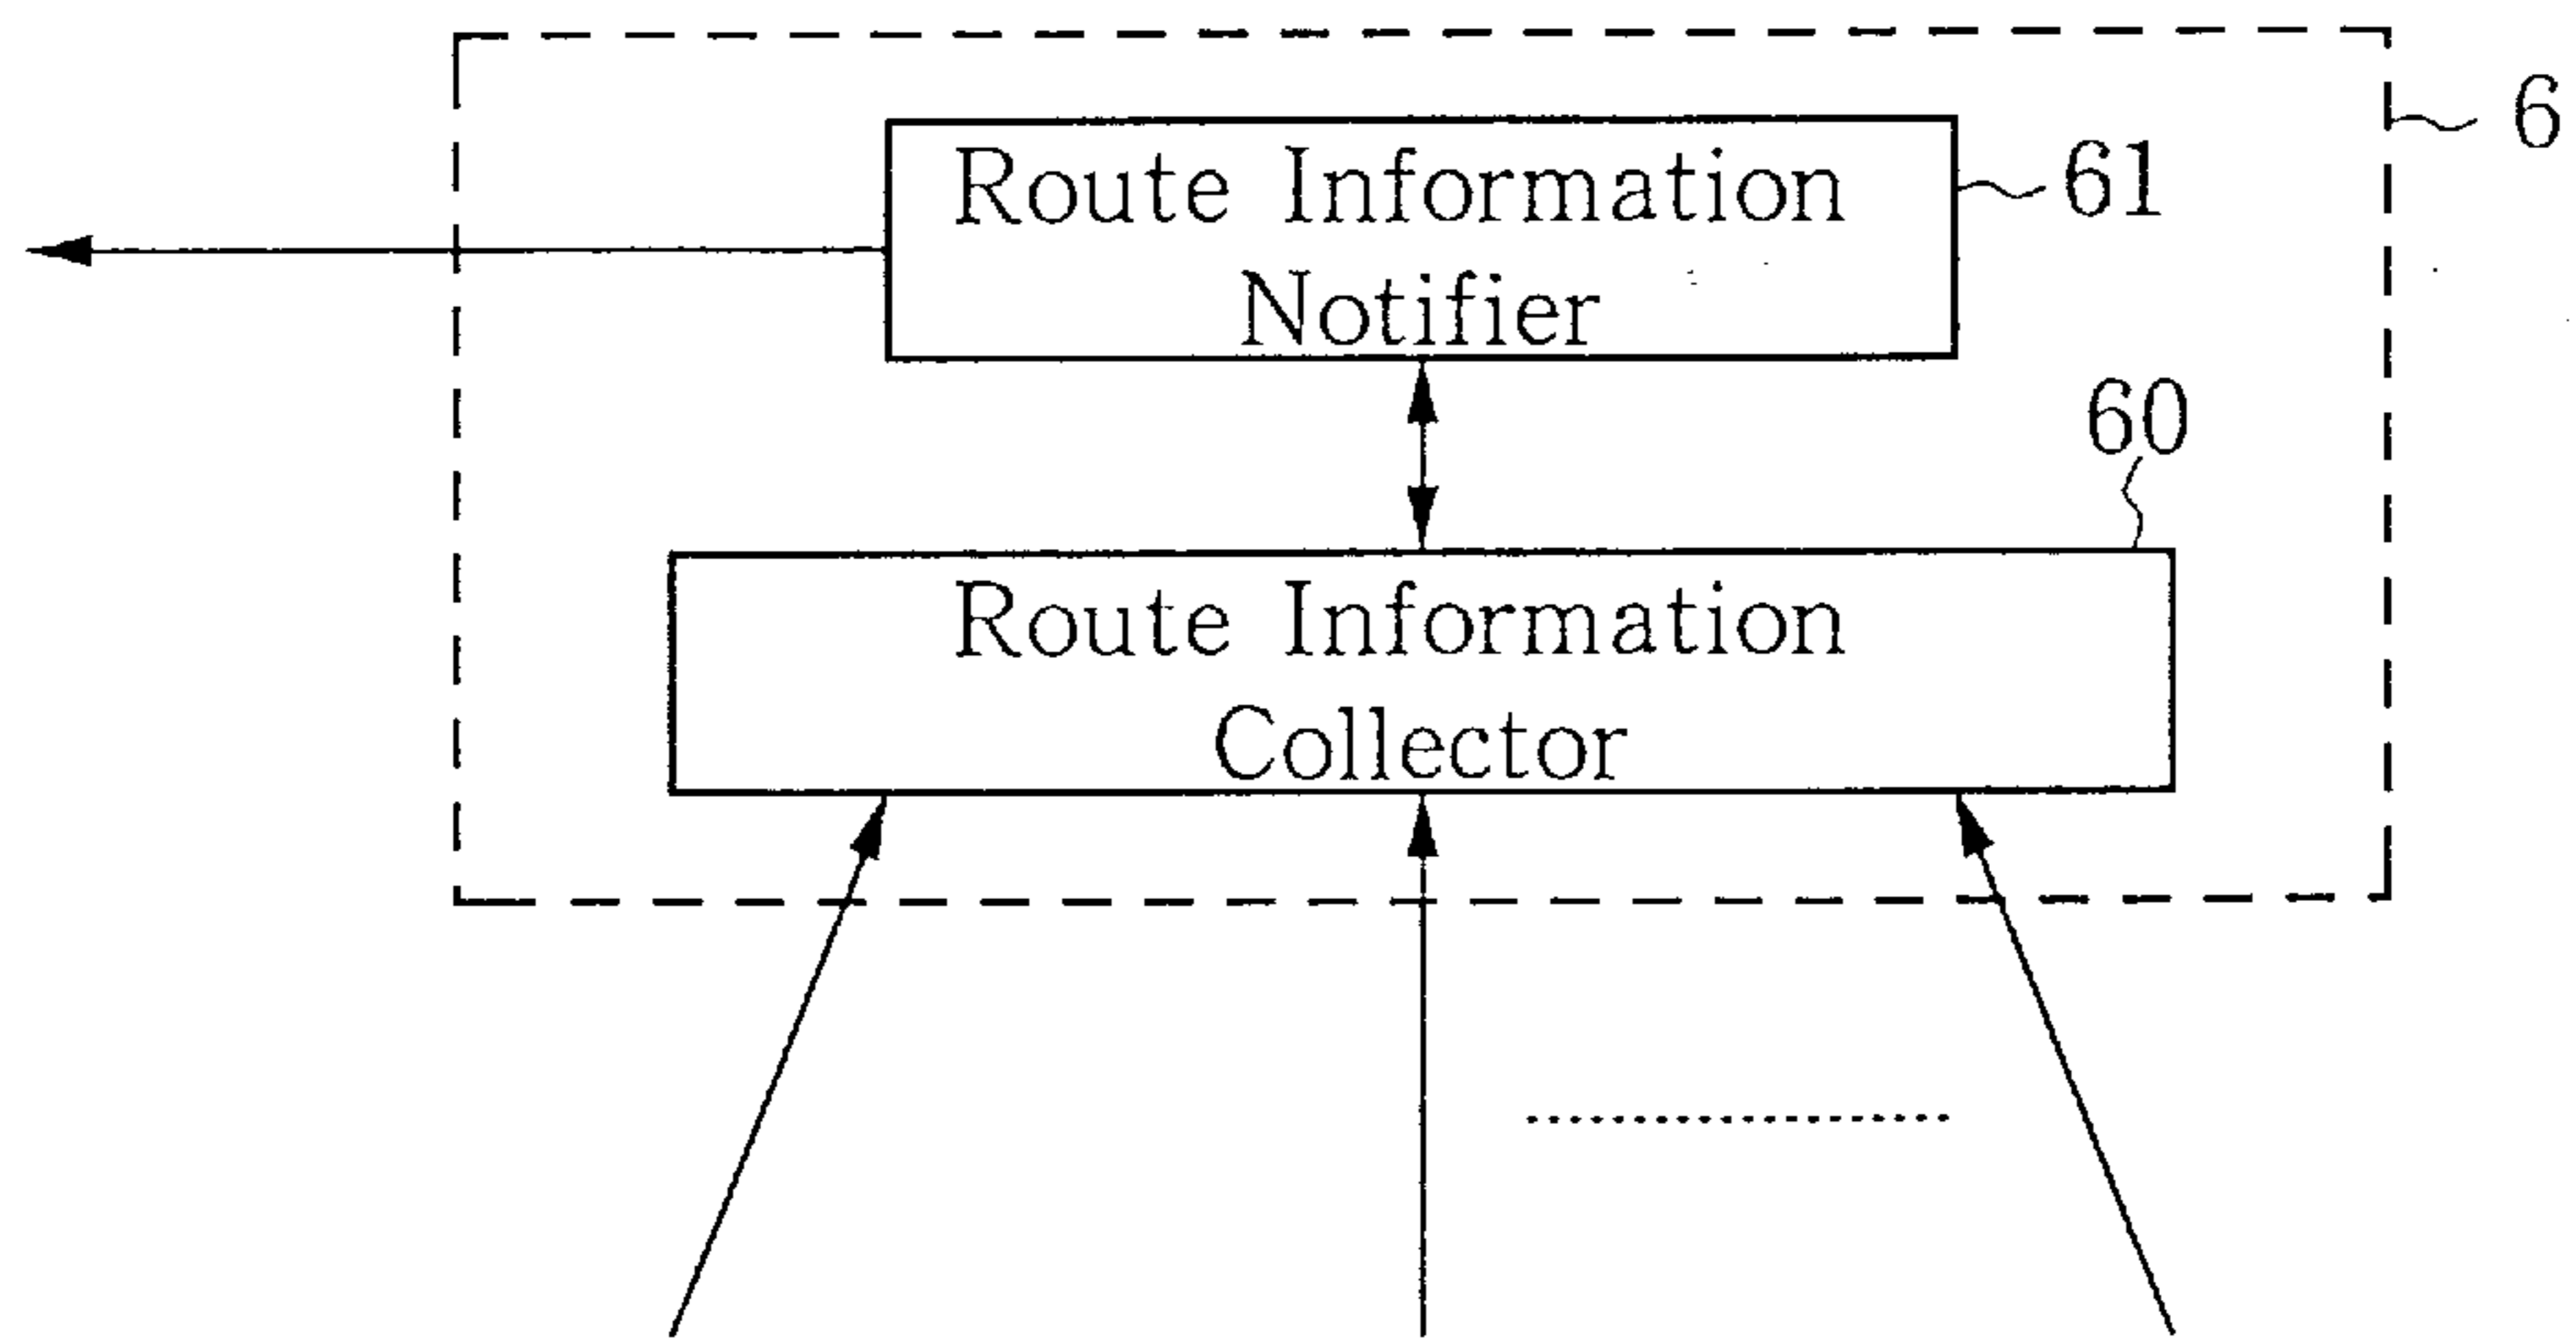 6
Route Information
Notifier
61
60
Route Information
Collector